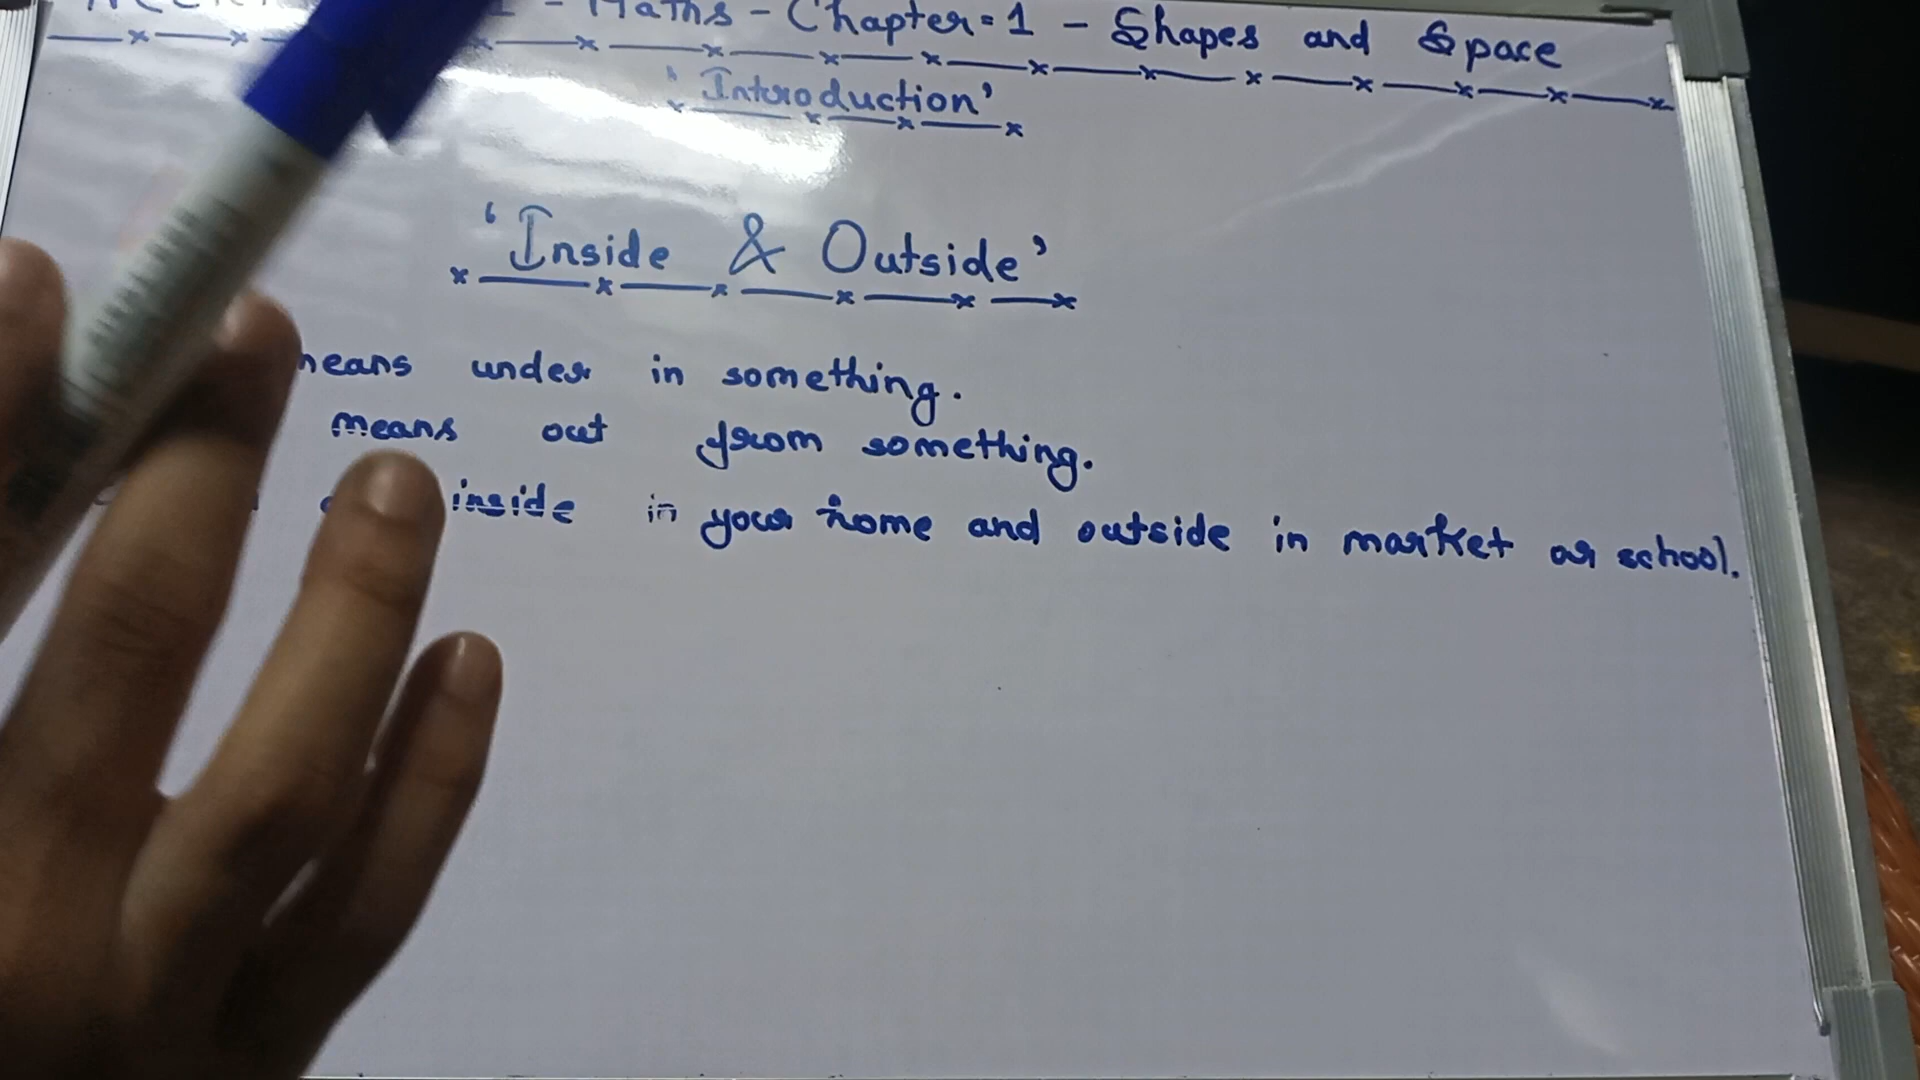 - Maths - Chapter = 1 - Shapes and Space
'Introduction'
'Inside & Outside'
means under in something.
means out from something.
inside in your home and outside in market or school.